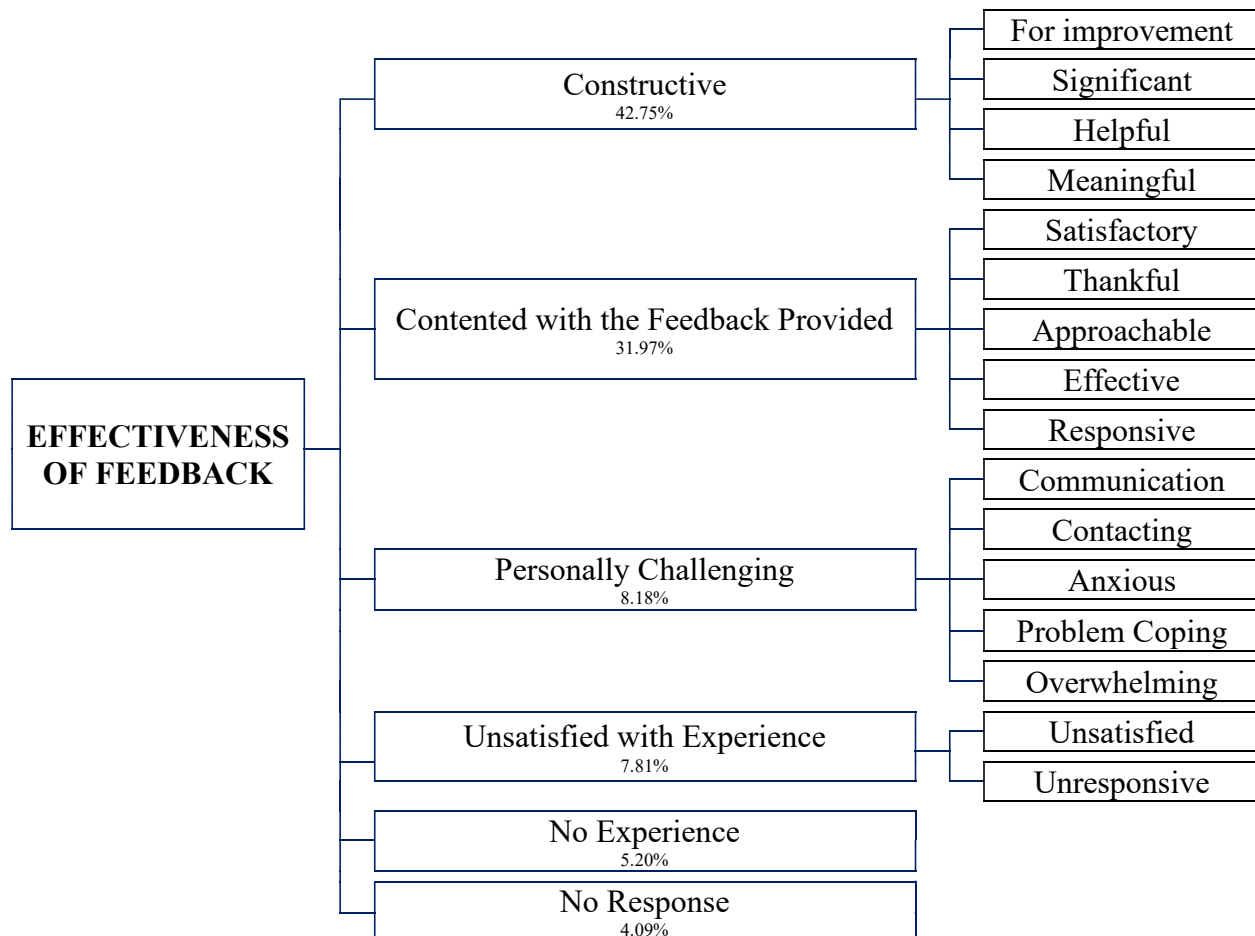 EFFECTIVENESS
OF FEEDBACK
Constructive
42.75%
For improvement
Significant
Helpful
Meaningful
Contented with the Feedback Provided
31.97%
Satisfactory
Thankful
Approachable
Effective
Responsive
Personally Challenging
8.18%
Communication
Contacting
Anxious
Problem Coping
Overwhelming
Unsatisfied with Experience
7.81%
Unsatisfied
Unresponsive
No Experience
5.20%
No Response
4.09%